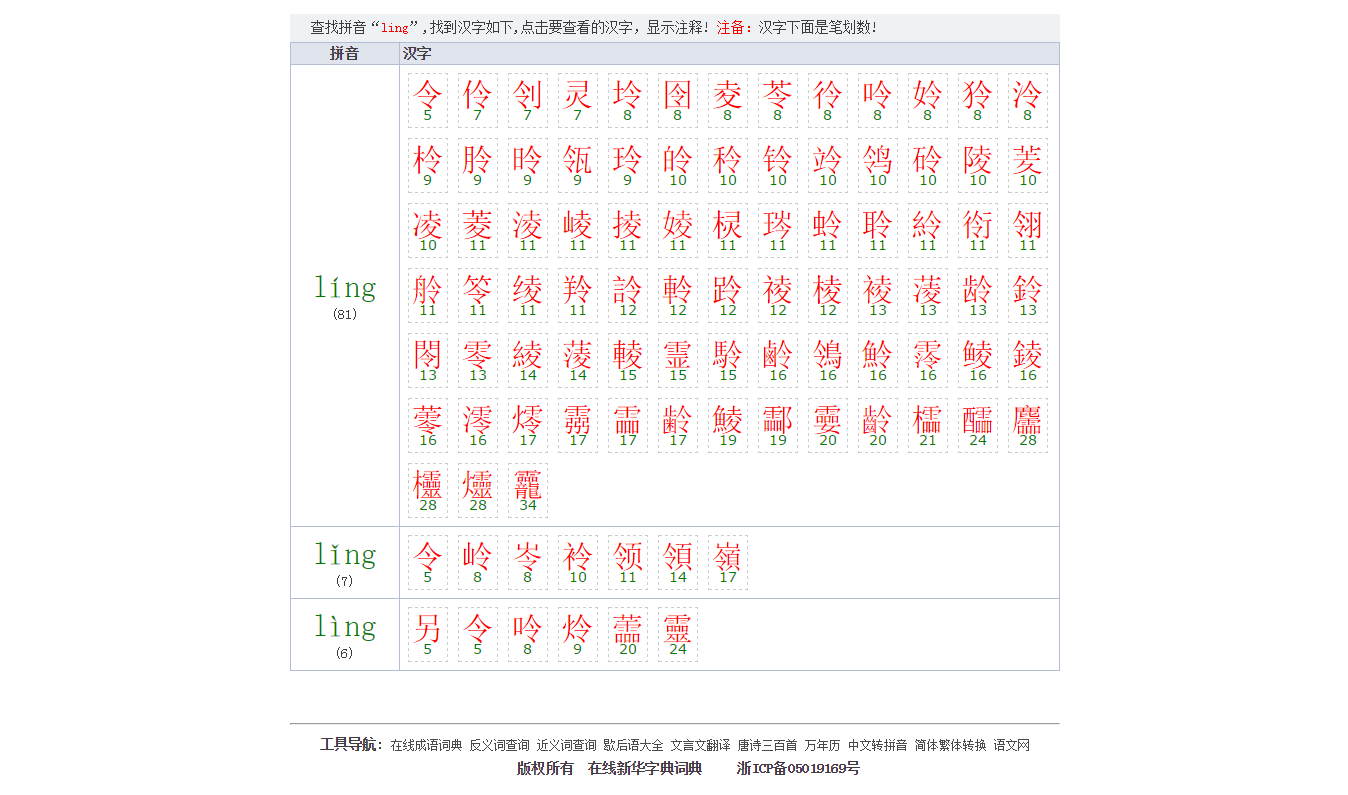 查找拼音“ling”,找到汉字如下,点击要查看的汉字，显示注释！注备：汉字下面是笔划数！
拼音 汉字
líng
(81)
令 伶 刢 灵 坽 囹 夌 苓 彾 呤 姈 狑 泠
5 7 7 7 8 8 8 8 8 8 8 8 8
柃 朎 昤 瓴 玲 皊 秢 铃 竛 鸰 砱 陵 茤
9 9 9 9 9 10 10 10 10 10 10 10 10
凌 菱 淩 崚 掕 婈 棂 琌 蛉 聆 紷 衑 翎
10 11 11 11 11 11 11 11 11 11 11 11 11
舲 笭 绫 羚 詅 軨 跉 祾 棱 裬 蔆 龄 鈴
11 11 11 11 12 12 12 12 12 13 13 13 13
閝 零 綾 蔆 輘 霊 駖 鹷 鴒 魿 霗 鲮 錂
13 13 14 14 15 15 15 16 16 16 16 16 16
蕶 澪 燯 霛 霝 齢 鯪 酃 孁 齡 櫺 醽 麢
16 16 17 17 17 17 19 19 20 20 21 24 28
欞 爧 龗
28 28 34
lǐng
(7)
令 岭 岑 袊 领 領 嶺
5 8 8 10 11 14 17
lìng
(6)
另 令 呤 炩 蘦 靈
5 5 8 9 20 24
工具导航： 在线成语词典 反义词查询 近义词查询 歇后语大全 文言文翻译 唐诗三百首 万年历 中文转拼音 简体繁体转换 语文网
版权所有 在线新华字典词典 浙ICP备05019169号